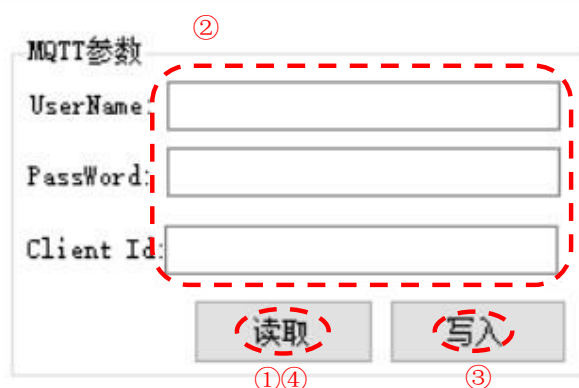 ②
MQTT参数
UserName:
PassWord:
Client Id:
读取 写入
①④ ③